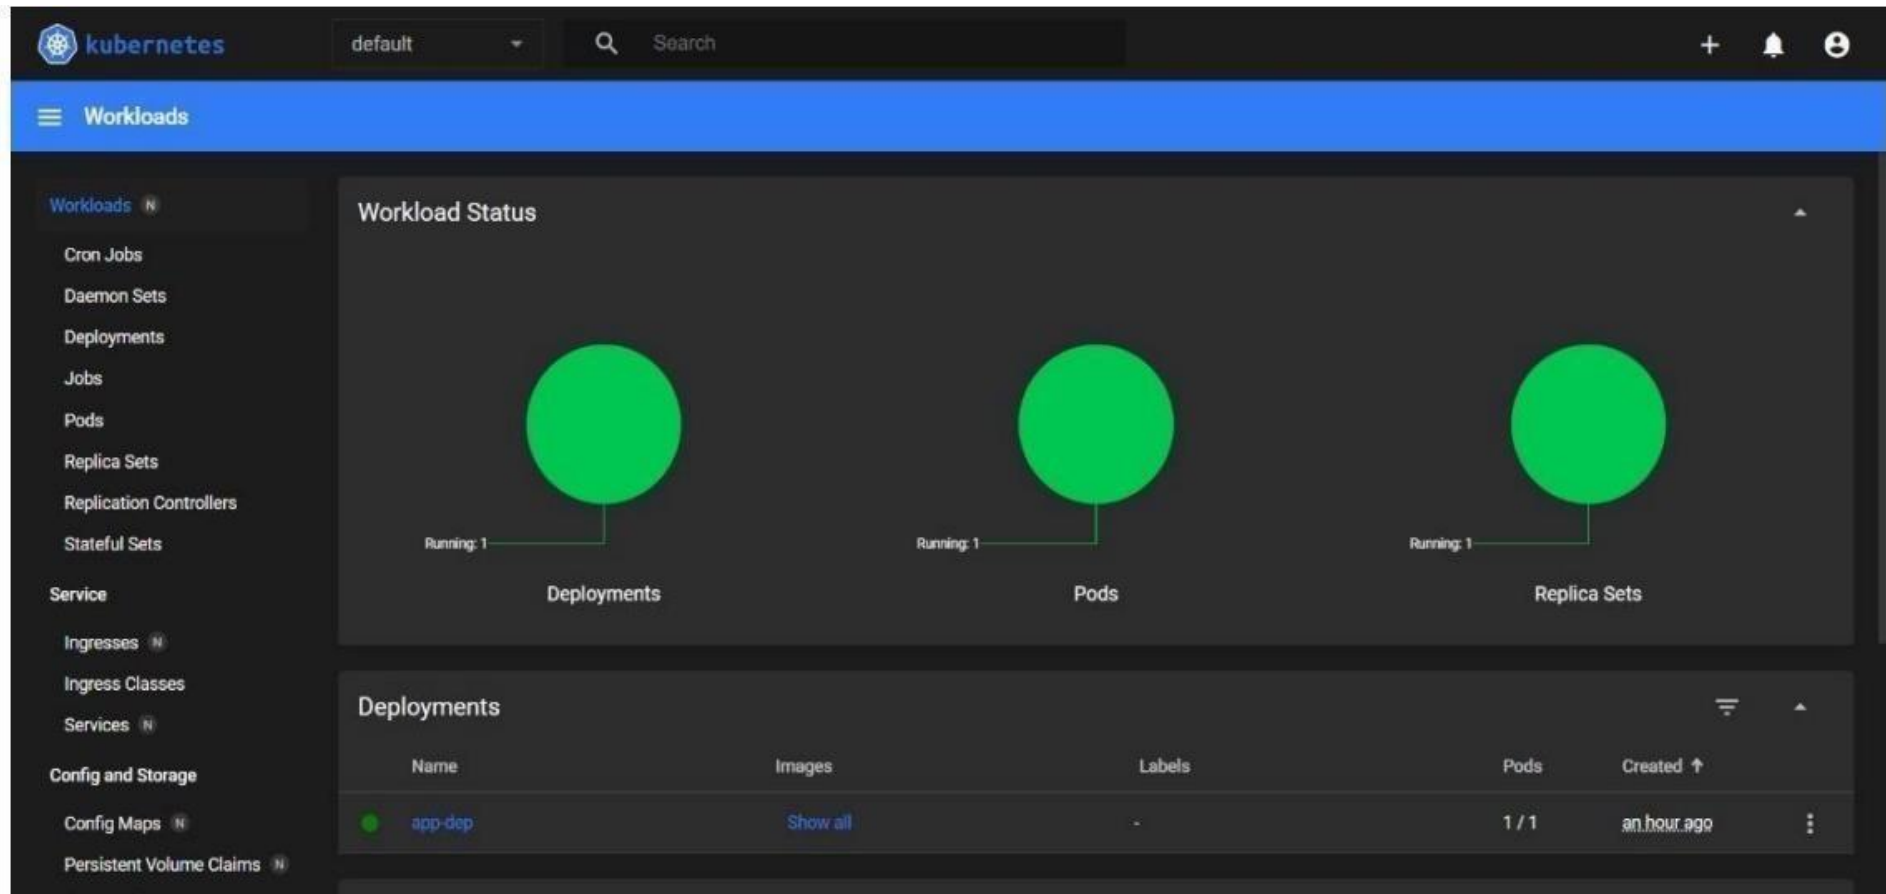 kubernetes
default
Search
Workloads
Workloads N
Cron Jobs
Daemon Sets
Deployments
Jobs
Pods
Replica Sets
Replication Controllers
Stateful Sets
Service
Ingresses N
Ingress Classes
Services N
Config and Storage
Config Maps N
Persistent Volume Claims N
Workload Status
Running: 1
Deployments
Running: 1
Pods
Running: 1
Replica Sets
Deployments
Name Images Labels Pods Created
app-dep Show all - 1 / 1 an hour ago